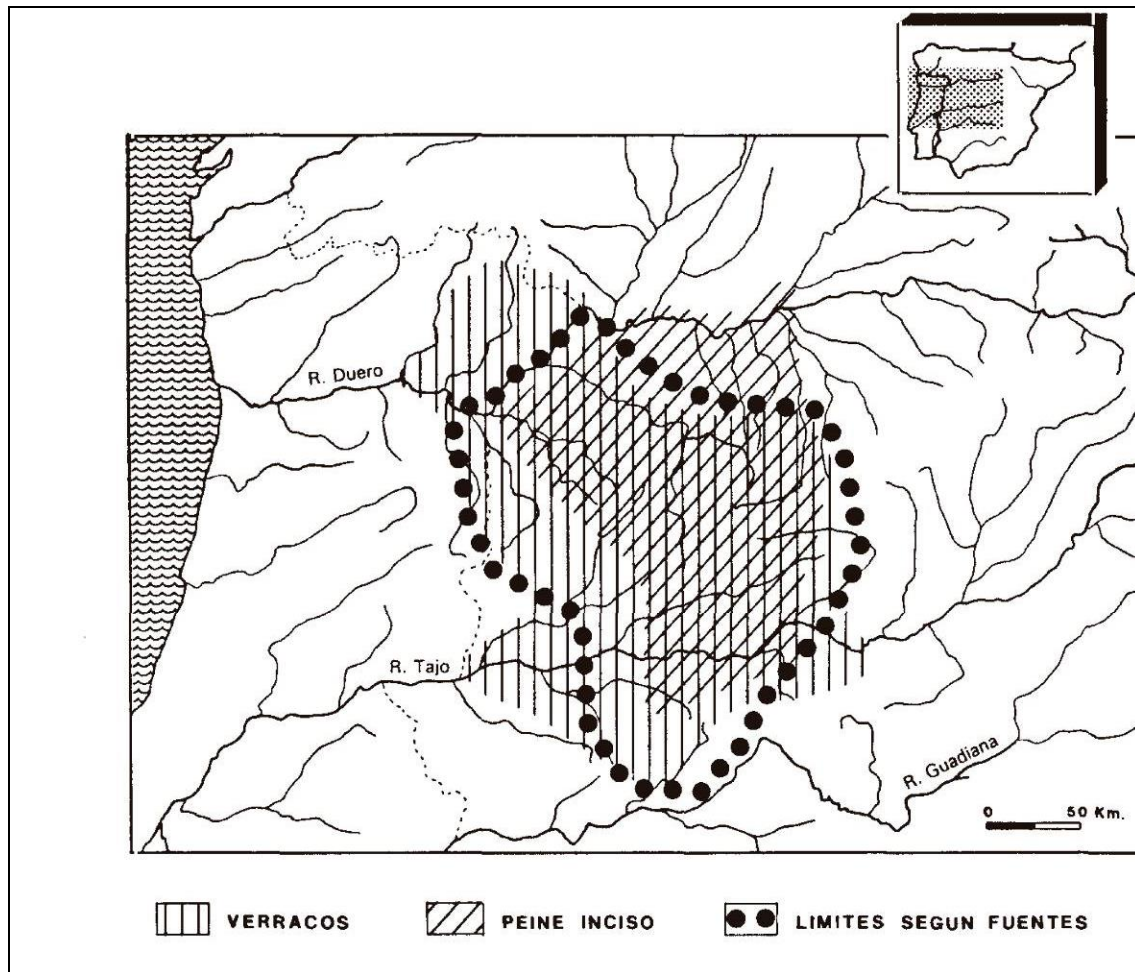 R. Duero
R. Tajo
R. Guadiana
0 50 Km.
VERRACOS
PEINE INCISO
LIMITES SEGUN FUENTES